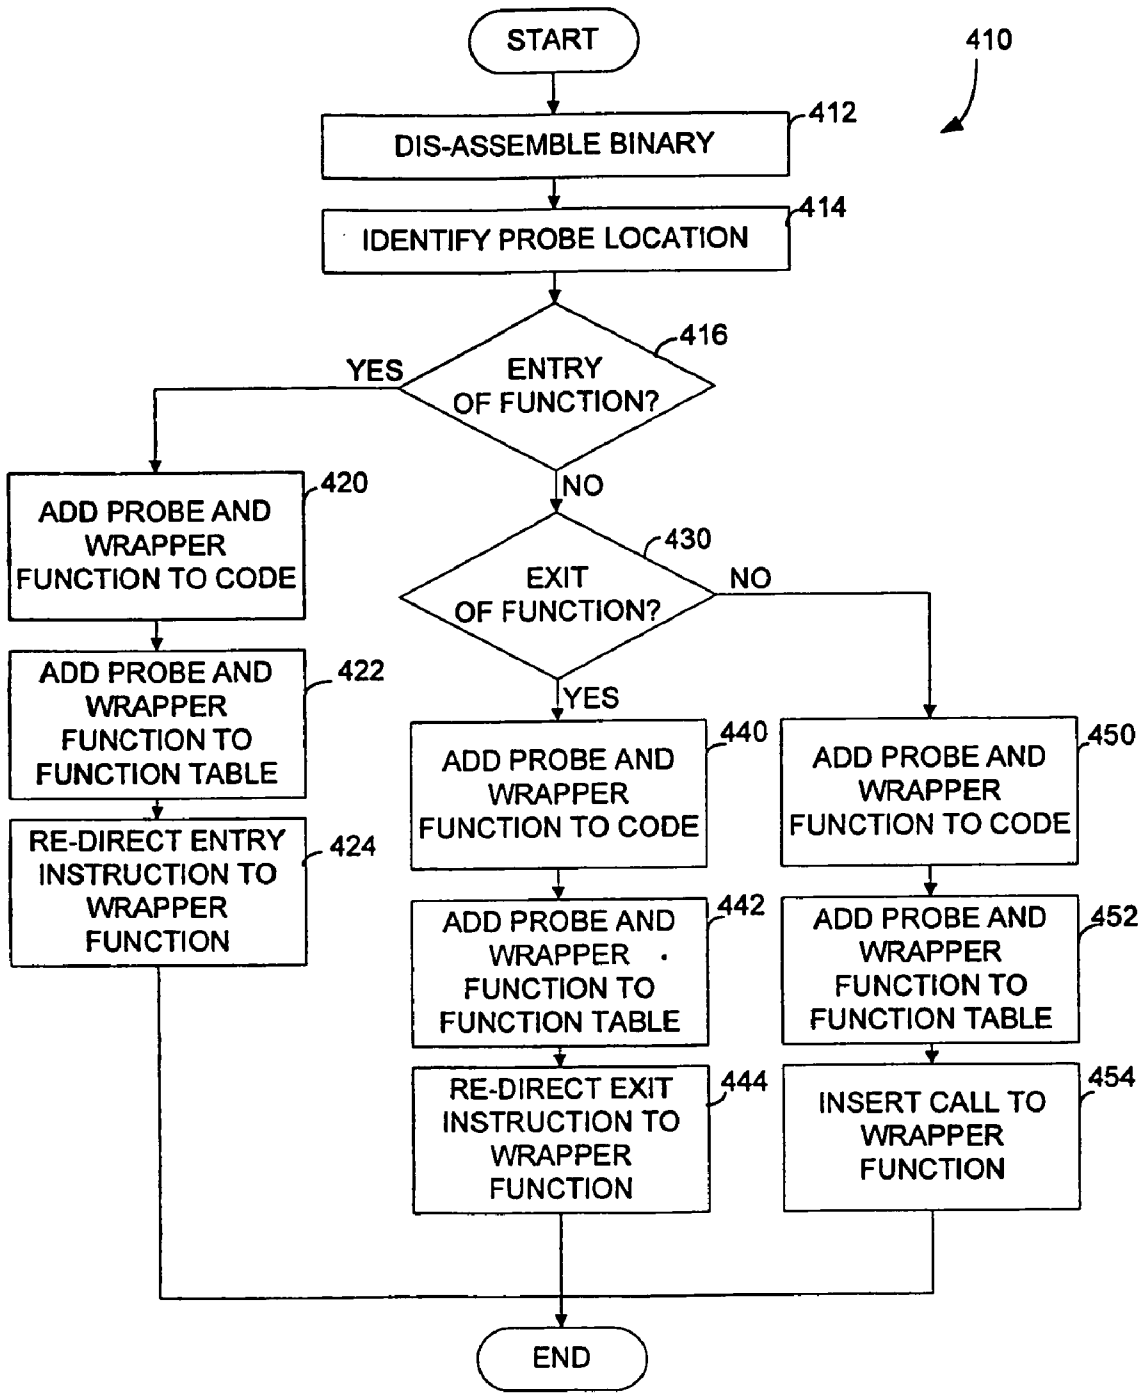 START
410
412
DIS-ASSEMBLE BINARY
414
IDENTIFY PROBE LOCATION
416
YES
ENTRY
OF FUNCTION?
NO
420
ADD PROBE AND
WRAPPER
FUNCTION TO CODE
430
EXIT
OF FUNCTION?
NO
YES
422
ADD PROBE AND
WRAPPER
FUNCTION TO
FUNCTION TABLE
424
RE-DIRECT ENTRY
INSTRUCTION TO
WRAPPER
FUNCTION
440
ADD PROBE AND
WRAPPER
FUNCTION TO CODE
442
ADD PROBE AND
WRAPPER
FUNCTION TO
FUNCTION TABLE
444
RE-DIRECT EXIT
INSTRUCTION TO
WRAPPER
FUNCTION
450
ADD PROBE AND
WRAPPER
FUNCTION TO CODE
452
ADD PROBE AND
WRAPPER
FUNCTION TO
FUNCTION TABLE
454
INSERT CALL TO
WRAPPER
FUNCTION
END